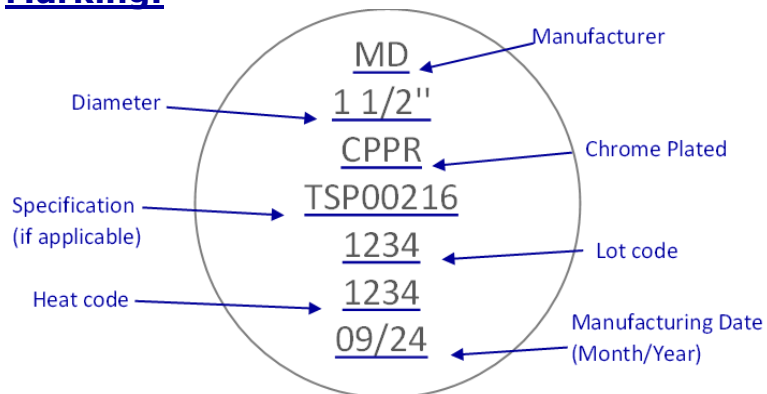 Marking:
MD
Manufacturer
Diameter
1 1/2"
CPPR
Chrome Plated
Specification
(if applicable)
TSP00216
1234
Lot code
Heat code
1234
09/24
Manufacturing Date
(Month/Year)